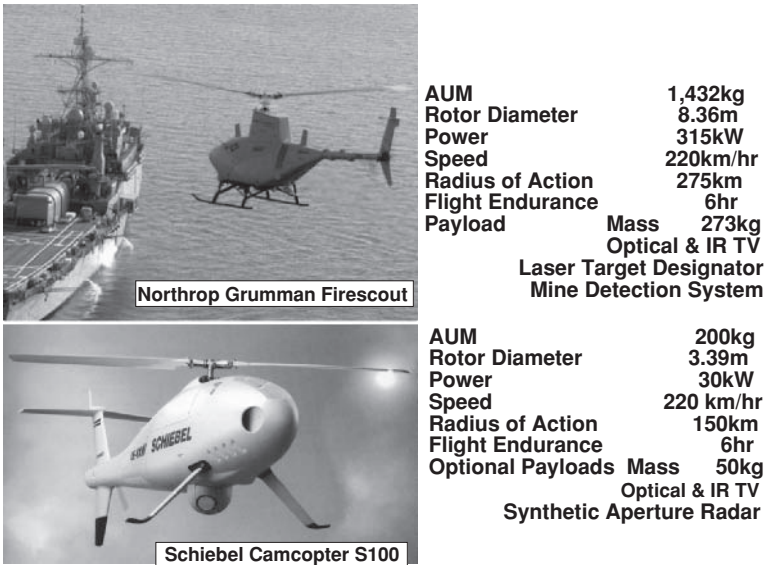 AUM 1,432kg
Rotor Diameter 8.36m
Power 315kW
Speed 220km/hr
Radius of Action 275km
Flight Endurance 6hr
Payload Mass 273kg
Optical & IR TV
Laser Target Designator
Mine Detection System
Northrop Grumman Firescout
AUM 200kg
Rotor Diameter 3.39m
Power 30kW
Speed 220 km/hr
Radius of Action 150km
Flight Endurance 6hr
Optional Payloads Mass 50kg
Optical & IR TV
Synthetic Aperture Radar
SCHIEBEL
Schiebel Camcopter S100